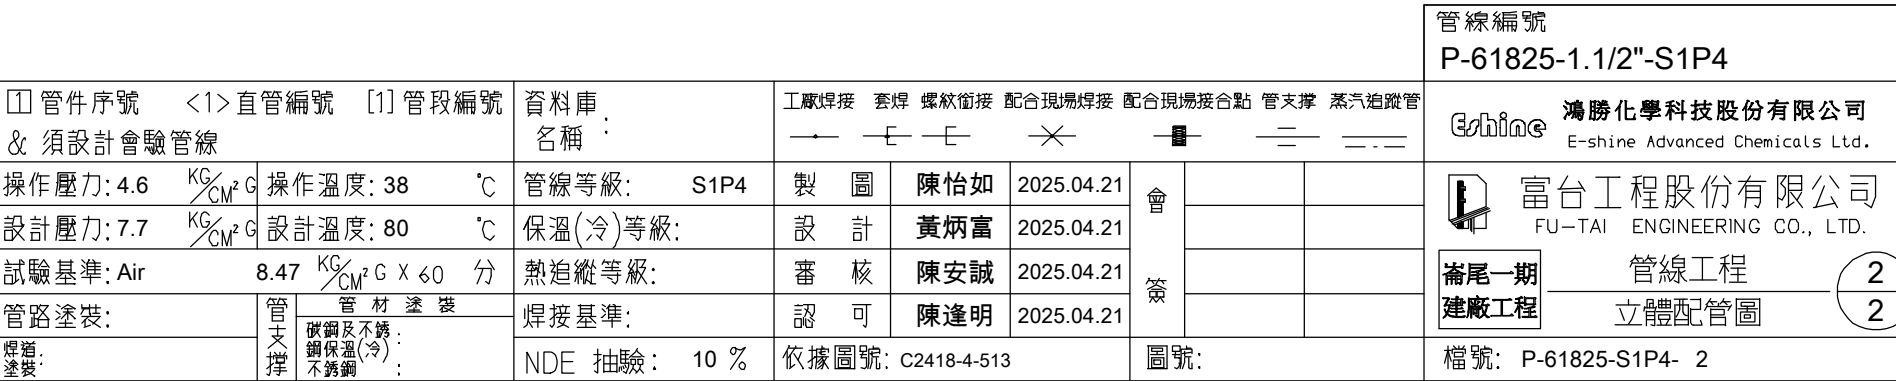 管線編號
P-61825-1.1/2"-S1P4
1 管件序號 <1>直管編號 [1]管段編號
& 須設計會驗管線
資料庫
名稱 :
工廠焊接 套焊 螺紋銜接 配合現場焊接 配合現場接合點 管支撐 蒸汽追蹤管
Eshine 鴻勝化學科技股份有限公司
E-shine Advanced Chemicals Ltd.
操作壓力: 4.6 KG/CM² G 操作溫度: 38 °C 管線等級: S1P4 製圖 陳怡如 2025.04.21
設計壓力: 7.7 KG/CM² G 設計溫度: 80 °C 保溫(冷)等級: 設計 黃炳富 2025.04.21
試驗基準: Air 8.47 KG/CM² G X 60 分 熱追縱等級: 審核 陳安誠 2025.04.21
管路塗裝: 焊接基準: 認可 陳逢明 2025.04.21
會簽
富台工程股份有限公司
FU-TAI ENGINEERING CO., LTD.
崙尾一期
建廠工程
管線工程
立體配管圖
2
2
焊道塗裝:
管支撐
管材塗裝
碳鋼及不銹鋼保溫(冷) :
不銹鋼 :
NDE 抽驗: 10 % 依據圖號: C2418-4-513 圖號: 檔號: P-61825-S1P4- 2